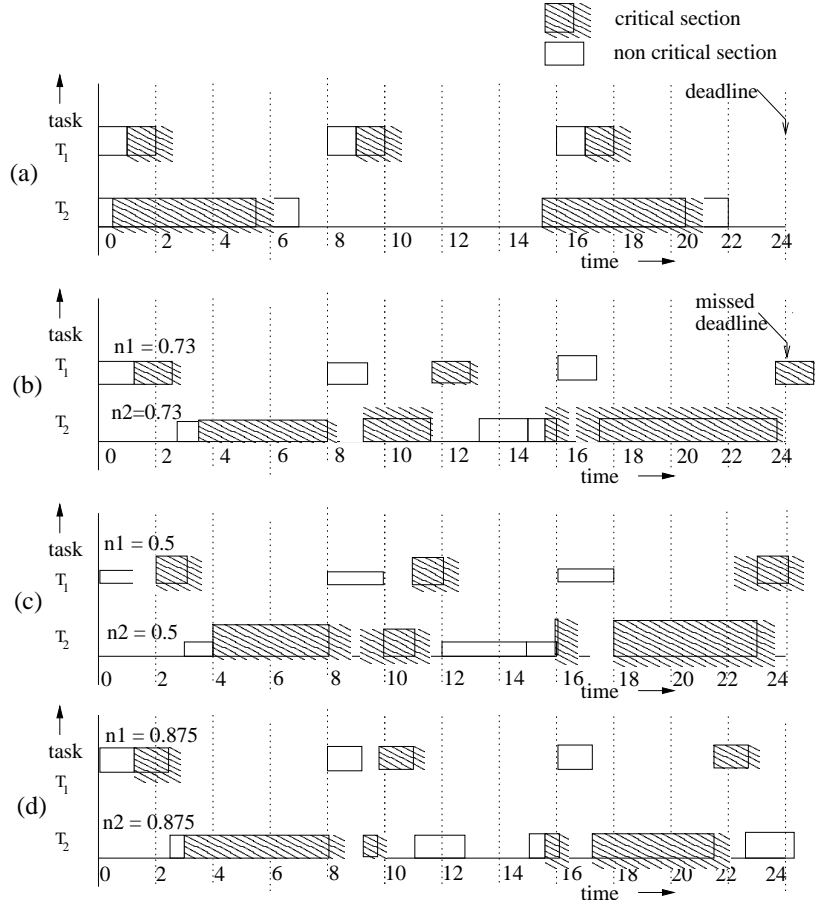 critical section
non critical section
deadline
task
T1
(a)
T2
0 2 4 6 8 10 12 14 16 18 20 22 24
time
missed
deadline
n1 = 0.73
task
T1
(b)
n2=0.73
T2
0 2 4 6 8 10 12 14 16 18 20 22 24
time
n1 = 0.5
task
T1
(c)
n2 = 0.5
T2
0 2 4 6 8 10 12 14 16 18 20 22 24
time
n1 = 0.875
task
T1
(d)
n2 = 0.875
T2
0 2 4 6 8 10 12 14 16 18 20 22 24
time